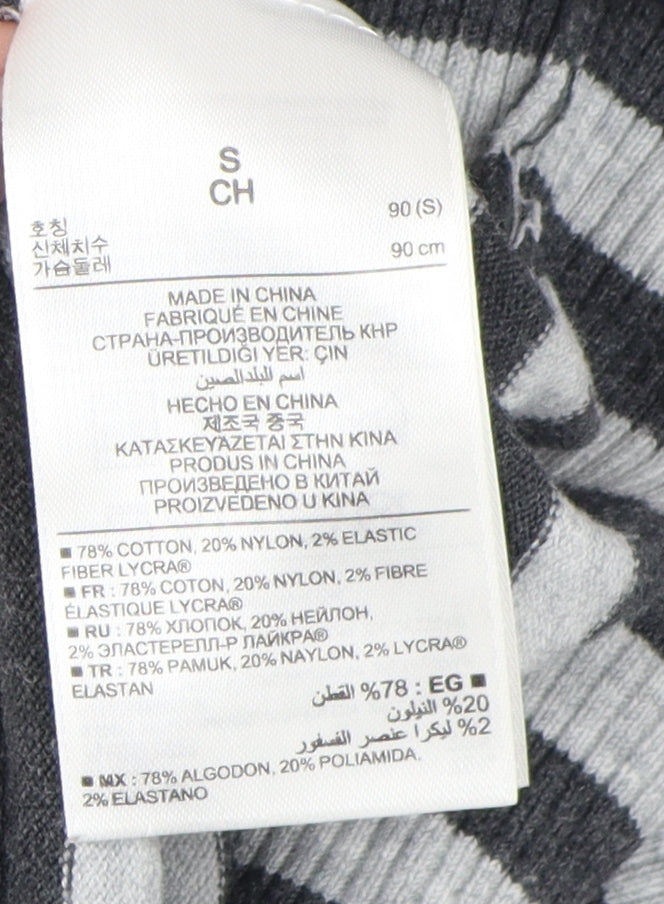 S
CH
호칭 90 (S)
신체치수
가슴둘레 90 cm
MADE IN CHINA
FABRIQUÉ EN CHINE
СТРАНА-ПРОИЗВОДИТЕЛЬ КНР
ÜRETILDIĞI YER: ÇIN
اسم البلد الصين
HECHO EN CHINA
제조국 중국
ΚΑΤΑΣΚΕΥΆΖΕΤΑΙ ΣΤΗΝ ΚΊΝΑ
PRODUS IN CHINA
ПРОИЗВЕДЕНО В КИТАЙ
PROIZVEDENO U KINA
■ 78% COTTON, 20% NYLON, 2% ELASTIC
FIBER LYCRA®
■ FR : 78% COTON, 20% NYLON, 2% FIBRE
ÉLASTIQUE LYCRA®
■ RU : 78% ХЛОПОК, 20% НЕЙЛОН,
2% ЭЛАСТЕРЕЛЛ-Р ЛАЙКРА®
■ TR : 78% PAMUK, 20% NAYLON, 2% LYCRA®
ELASTAN
■ EG : 78% القطن
20% النيلون
2% ليكرا عنصر الفسفور
■ MX : 78% ALGODON, 20% POLIAMIDA,
2% ELASTANO